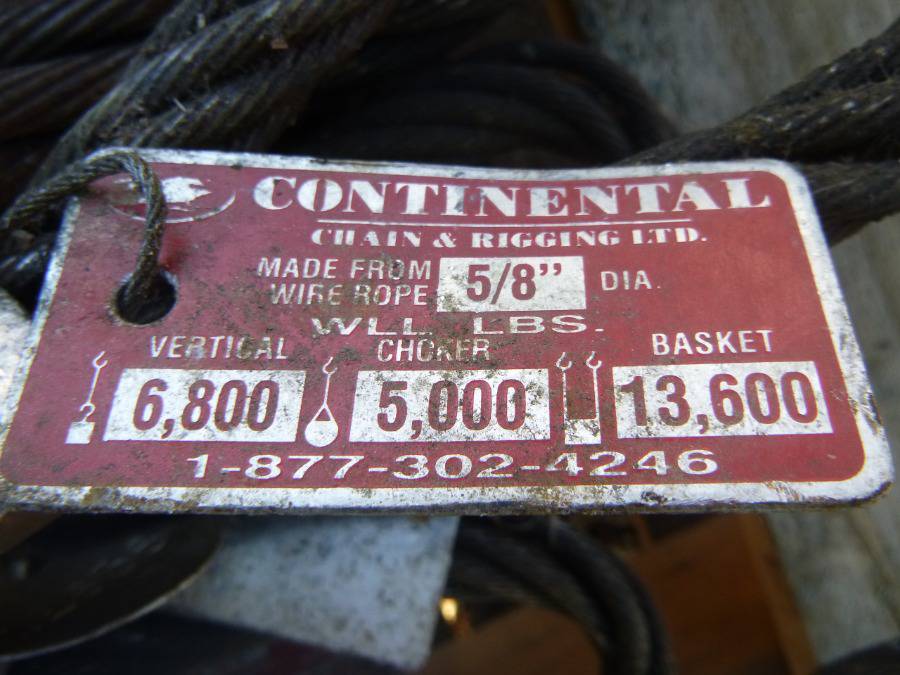 CONTINENTAL
CHAIN & RIGGING LTD.
MADE FROM
WIRE ROPE
5/8” DIA.
WLL. LBS.
VERTICAL CHOKER BASKET
6,800 5,000 13,600
1-877-302-4246